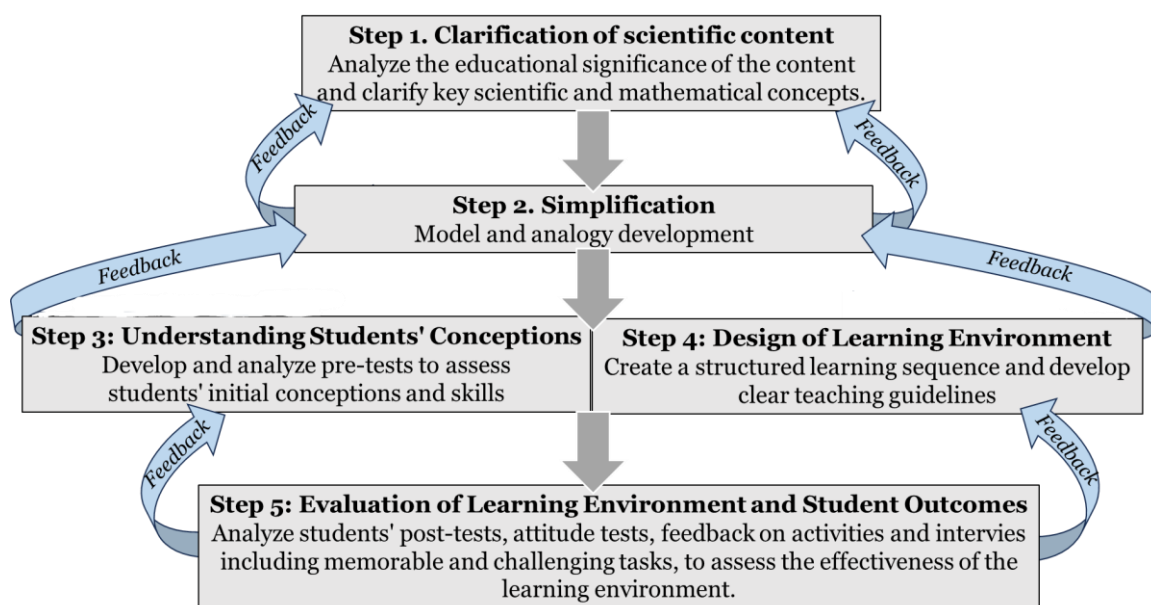 Step 1. Clarification of scientific content
Analyze the educational significance of the content
and clarify key scientific and mathematical concepts.
Feedback
Feedback
Step 2. Simplification
Model and analogy development
Feedback
Feedback
Step 3: Understanding Students' Conceptions
Develop and analyze pre-tests to assess
students' initial conceptions and skills
Step 4: Design of Learning Environment
Create a structured learning sequence and develop
clear teaching guidelines
Feedback
Feedback
Step 5: Evaluation of Learning Environment and Student Outcomes
Analyze students' post-tests, attitude tests, feedback on activities and intervies
including memorable and challenging tasks, to assess the effectiveness of the
learning environment.